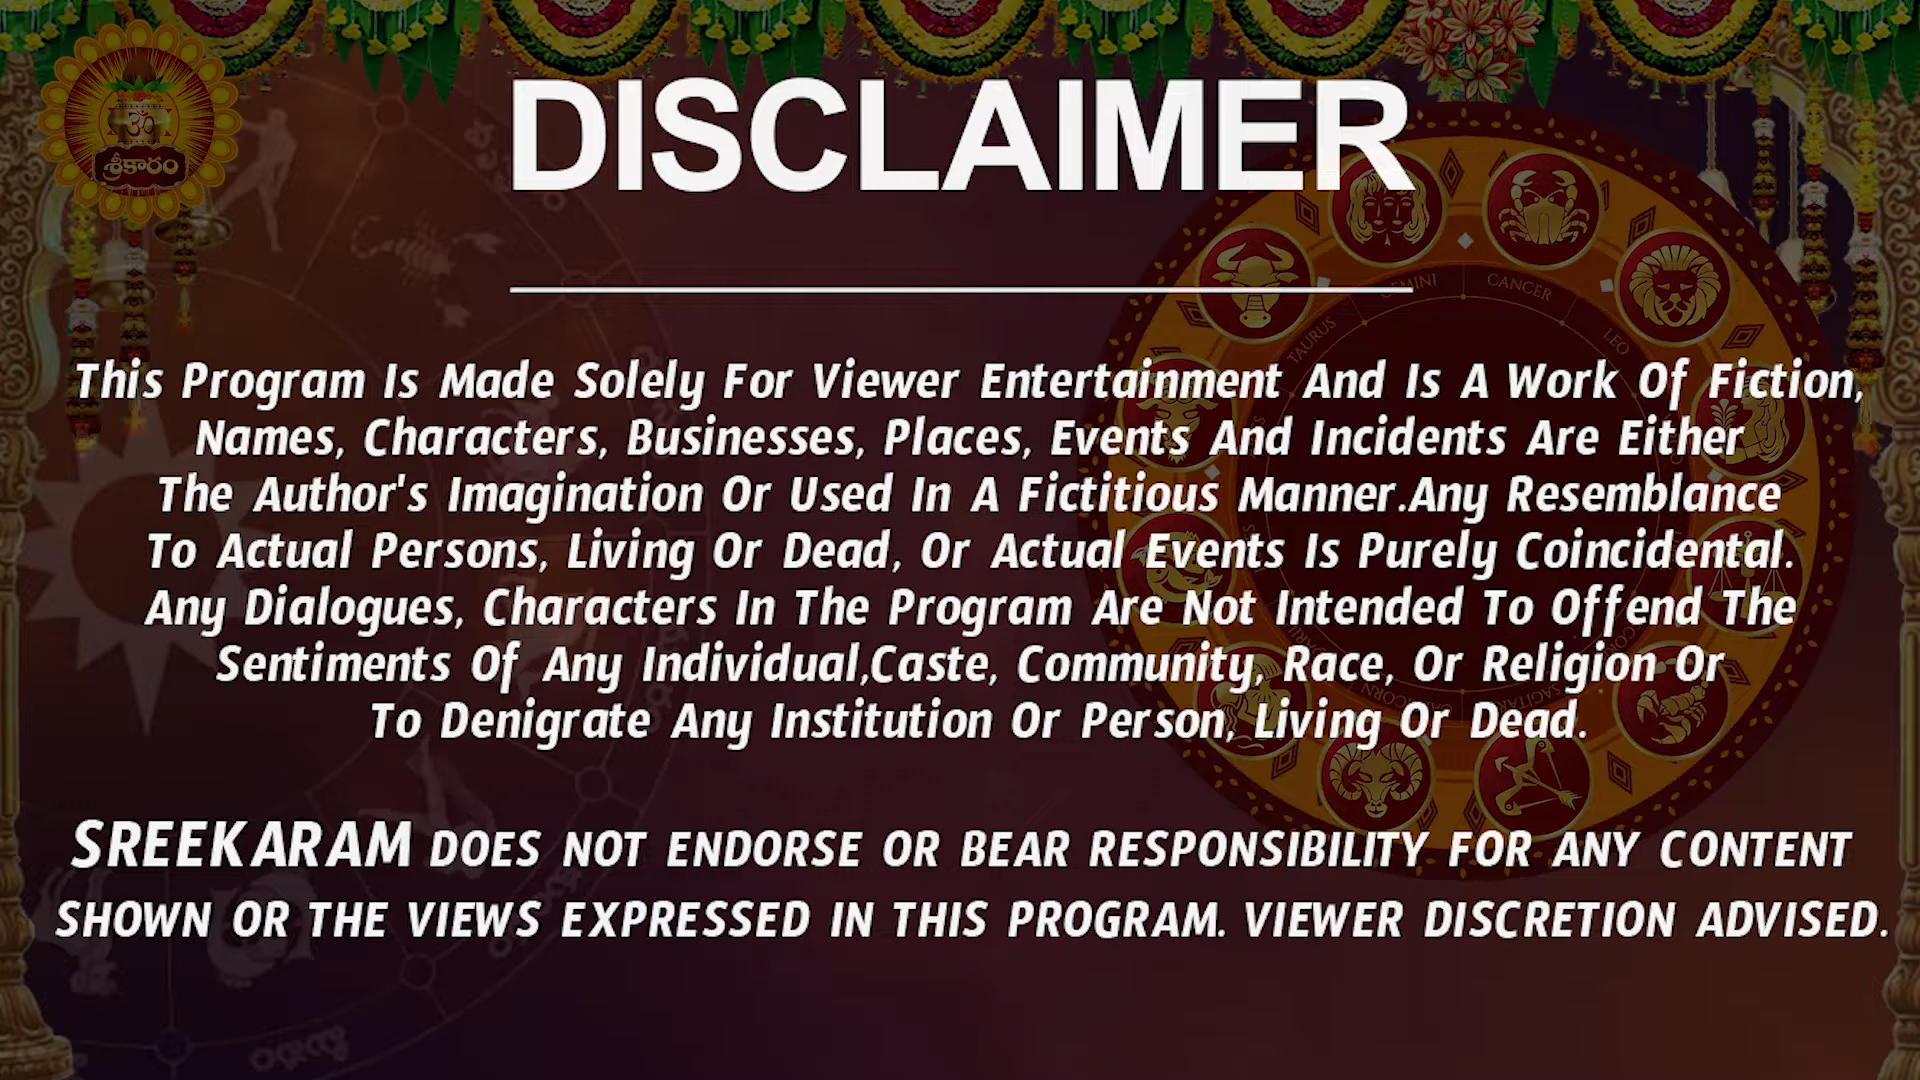 ॐ
శ్రీకారం
DISCLAIMER
GEMINI
CANCER
TAURUS
LEO
This Program Is Made Solely For Viewer Entertainment And Is A Work Of Fiction,
Names, Characters, Businesses, Places, Events And Incidents Are Either
The Author's Imagination Or Used In A Fictitious Manner.Any Resemblance
To Actual Persons, Living Or Dead, Or Actual Events Is Purely Coincidental.
Any Dialogues, Characters In The Program Are Not Intended To Offend The
Sentiments Of Any Individual,Caste, Community, Race, Or Religion Or
To Denigrate Any Institution Or Person, Living Or Dead.
SREEKARAM DOES NOT ENDORSE OR BEAR RESPONSIBILITY FOR ANY CONTENT
SHOWN OR THE VIEWS EXPRESSED IN THIS PROGRAM. VIEWER DISCRETION ADVISED.